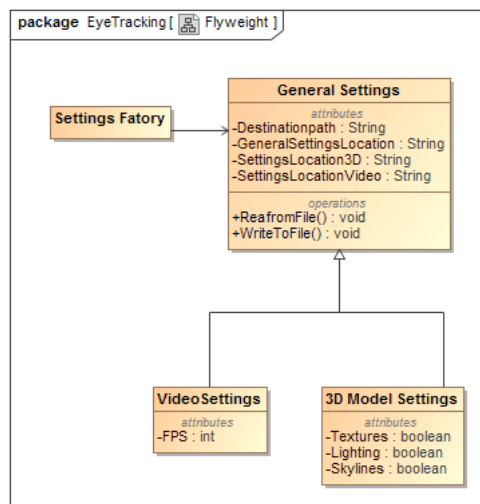 package EyeTracking [ Flyweight ]
General Settings
Settings Fatory
attributes
-Destinationpath : String
-GeneralSettingsLocation : String
-SettingsLocation3D : String
-SettingsLocationVideo : String
operations
+ReafromFile() : void
+WriteToFile() : void
VideoSettings
attributes
-FPS : int
3D Model Settings
attributes
-Textures : boolean
-Lighting : boolean
-Skylines : boolean